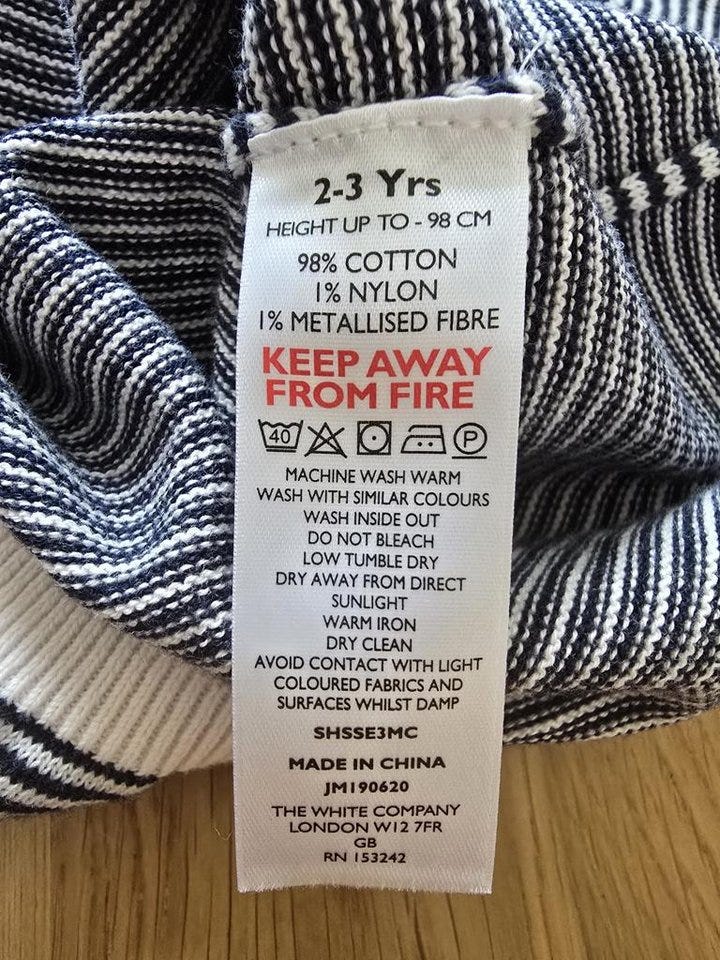 2-3 Yrs
HEIGHT UP TO - 98 CM
98% COTTON
1% NYLON
1% METALLISED FIBRE
KEEP AWAY
FROM FIRE
40 P
MACHINE WASH WARM
WASH WITH SIMILAR COLOURS
WASH INSIDE OUT
DO NOT BLEACH
LOW TUMBLE DRY
DRY AWAY FROM DIRECT
SUNLIGHT
WARM IRON
DRY CLEAN
AVOID CONTACT WITH LIGHT
COLOURED FABRICS AND
SURFACES WHILST DAMP
SHSSE3MC
MADE IN CHINA
JM190620
THE WHITE COMPANY
LONDON W12 7FR
GB
RN 153242